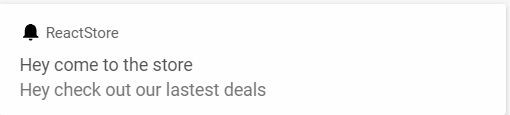 ReactStore
Hey come to the store
Hey check out our lastest deals